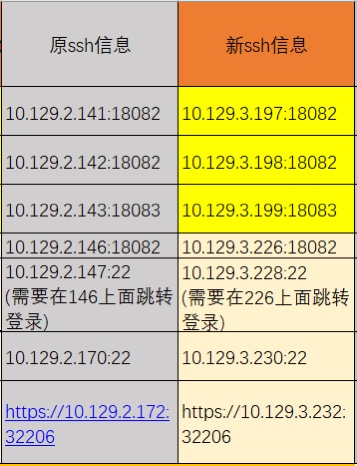 原ssh信息 新ssh信息
10.129.2.141:18082 10.129.3.197:18082
10.129.2.142:18082 10.129.3.198:18082
10.129.2.143:18083 10.129.3.199:18083
10.129.2.146:18082 10.129.3.226:18082
10.129.2.147:22 10.129.3.228:22
(需要在146上面跳转 (需要在226上面跳转
登录) 登录)
10.129.2.170:22 10.129.3.230:22
https://10.129.2.172: https://10.129.3.232:
32206 32206